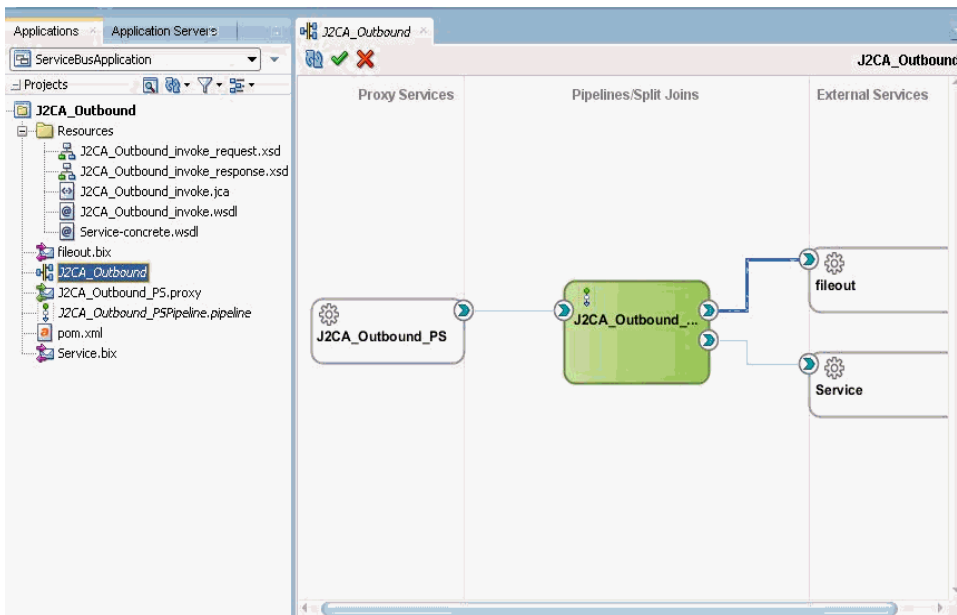 Applications
Application Servers
ServiceBusApplication
Projects
J2CA_Outbound
Resources
J2CA_Outbound_invoke_request.xsd
J2CA_Outbound_invoke_response.xsd
J2CA_Outbound_invoke.jca
J2CA_Outbound_invoke.wsdl
Service-concrete.wsdl
fileout.bix
J2CA_Outbound
J2CA_Outbound_PS.proxy
J2CA_Outbound_PSPipeline.pipeline
pom.xml
Service.bix
J2CA_Outbound
J2CA_Outbound
Proxy Services
Pipelines/Split Joins
External Services
J2CA_Outbound_PS
J2CA_Outbound_...
fileout
Service